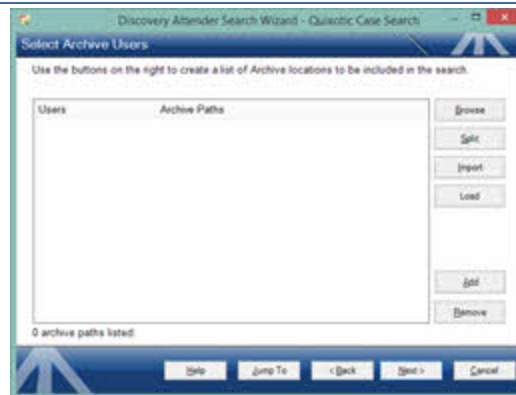 Discovery Attender Search Wizard - Quixotic Case Search
Select Archive Users
Use the buttons on the right to create a list of Archive locations to be included in the search.
Users Archive Paths
Browse
Split
Import
Load
Add
Remove
0 archive paths listed.
Help Jump To < Back Next > Cancel